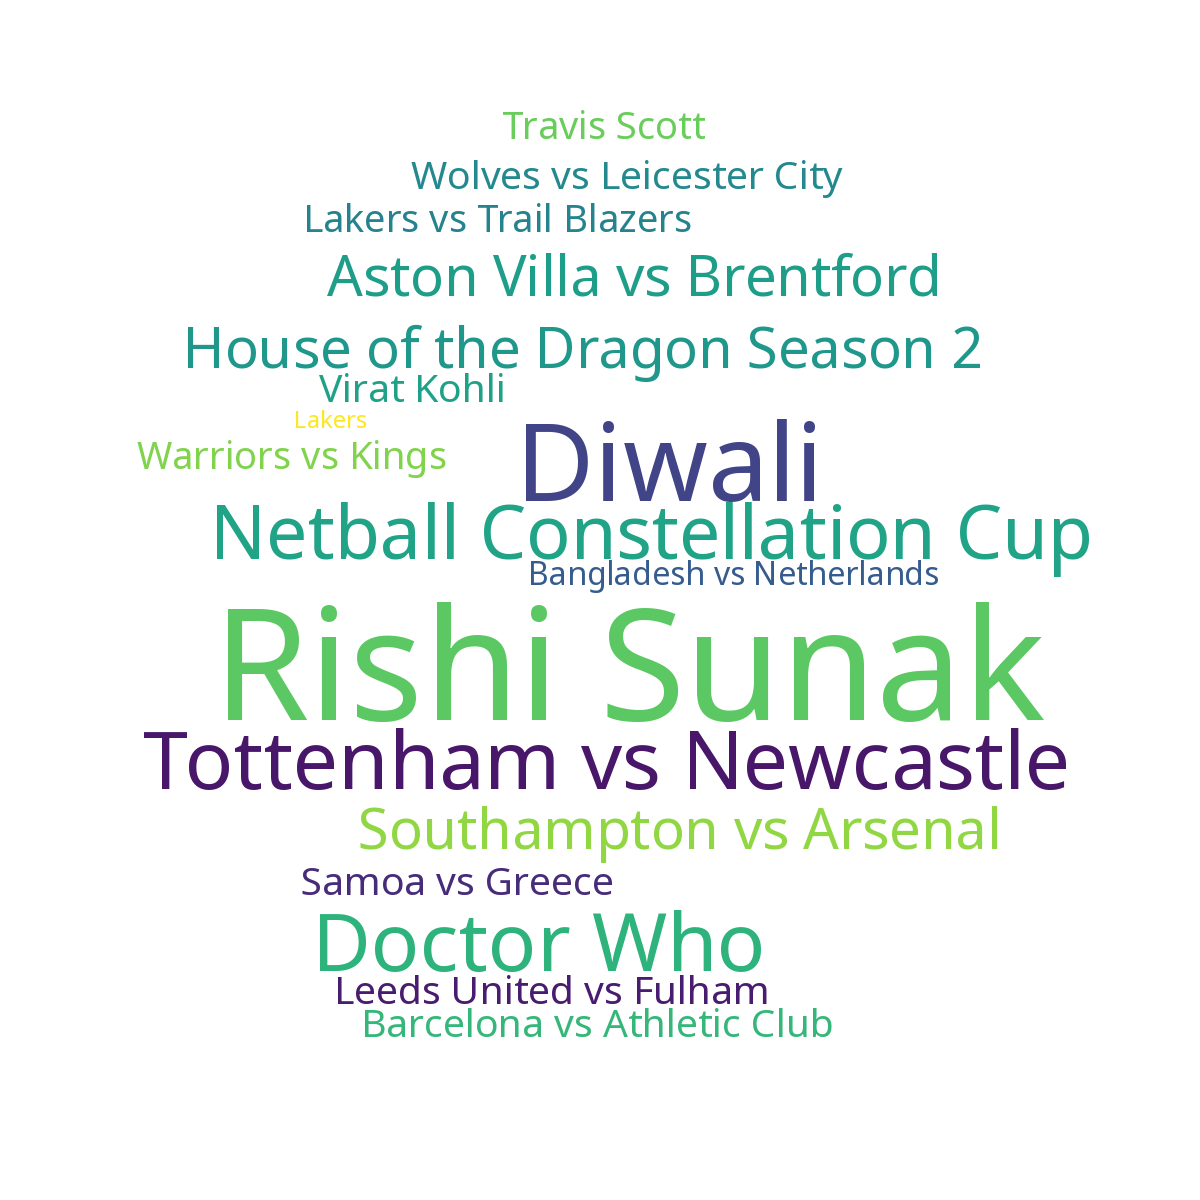 Travis Scott
Wolves vs Leicester City
Lakers vs Trail Blazers
Aston Villa vs Brentford
House of the Dragon Season 2
Virat Kohli
Lakers
Diwali
Warriors vs Kings
Netball Constellation Cup
Bangladesh vs Netherlands
Rishi Sunak
Tottenham vs Newcastle
Southampton vs Arsenal
Samoa vs Greece
Doctor Who
Leeds United vs Fulham
Barcelona vs Athletic Club